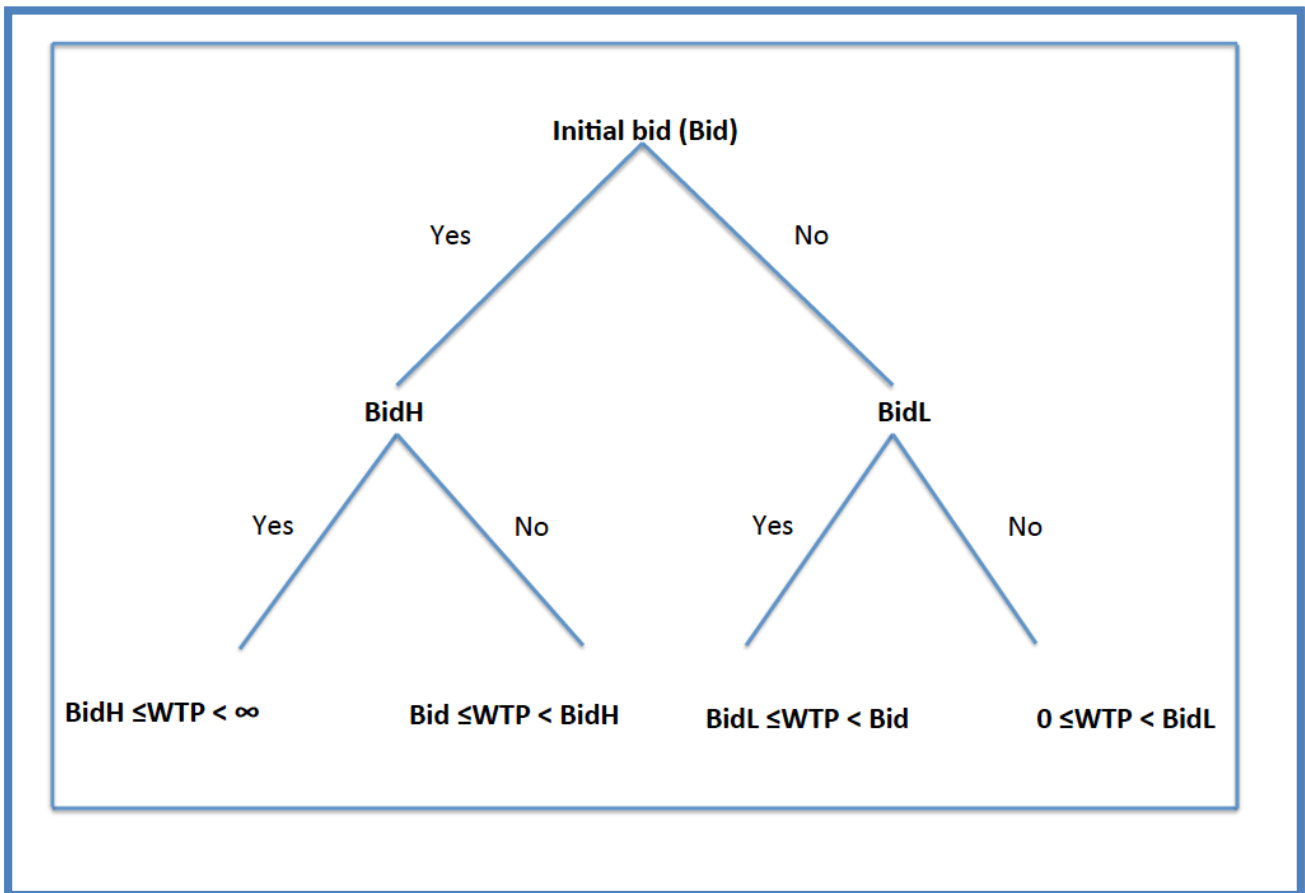 Initial bid (Bid)
Yes
No
BidH
BidL
Yes
No
Yes
No
BidH ≤WTP < ∞
Bid ≤WTP < BidH
BidL ≤WTP < Bid
0 ≤WTP < BidL